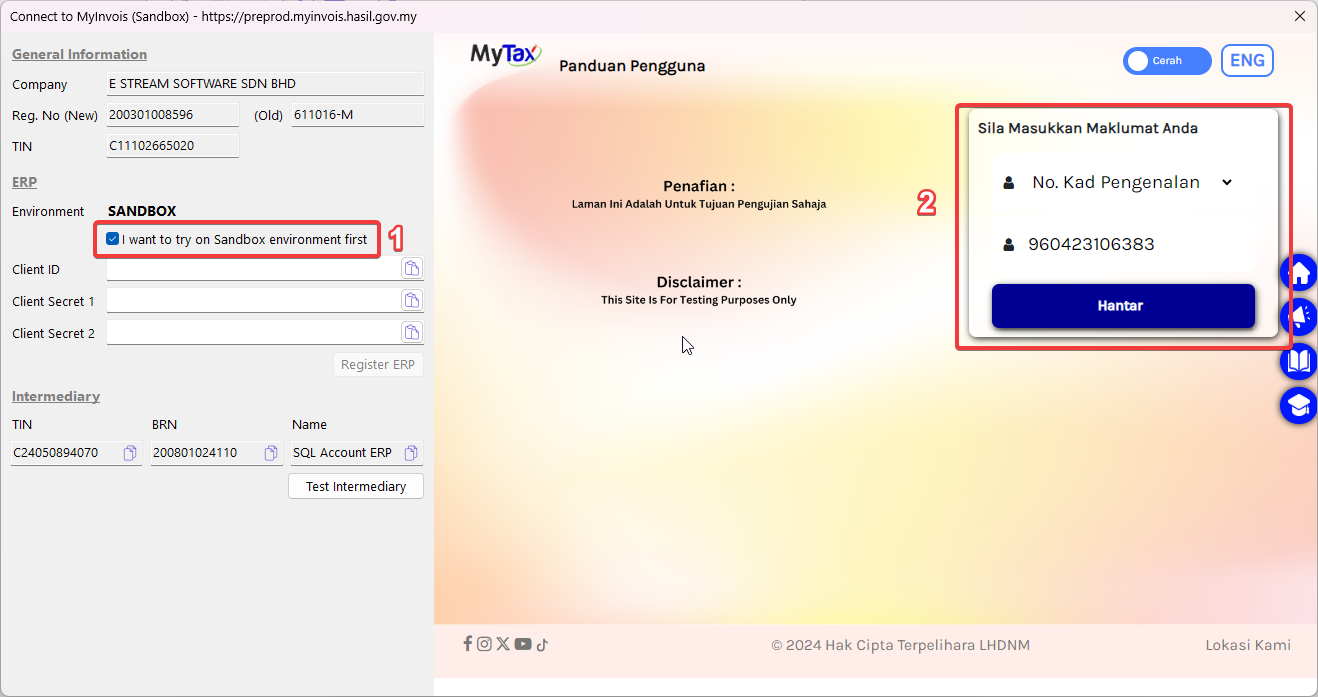 Connect to MyInvois (Sandbox) - https://preprod.myinvois.hasil.gov.my
General Information
Company E STREAM SOFTWARE SDN BHD
Reg. No (New) 200301008596 (Old) 611016-M
TIN C11102665020
ERP
Environment SANDBOX
I want to try on Sandbox environment first 1
Client ID
Client Secret 1
Client Secret 2
Register ERP
Intermediary
TIN BRN Name
C24050894070 200801024110 SQL Account ERP
Test Intermediary
MyTax Panduan Pengguna Cerah ENG
Penafian :
Laman Ini Adalah Untuk Tujuan Pengujian Sahaja
Disclaimer :
This Site Is For Testing Purposes Only
2
Sila Masukkan Maklumat Anda
No. Kad Pengenalan
960423106383
Hantar
© 2024 Hak Cipta Terpelihara LHDNM Lokasi Kami